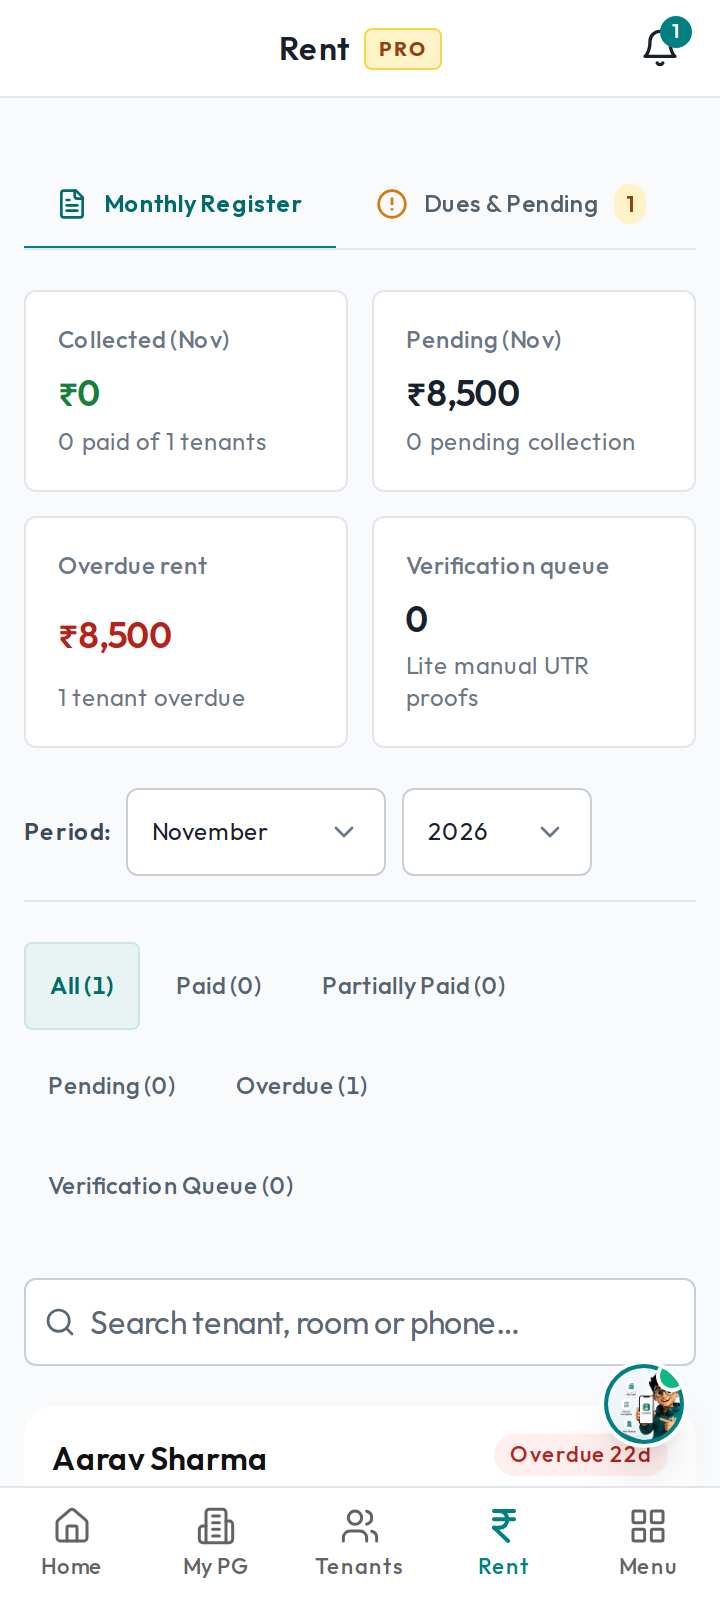 Rent PRO
1
Monthly Register
Dues & Pending 1
Collected (Nov)
₹0
0 paid of 1 tenants
Pending (Nov)
₹8,500
0 pending collection
Overdue rent
₹8,500
1 tenant overdue
Verification queue
0
Lite manual UTR
proofs
Period: November 2026
All (1) Paid (0) Partially Paid (0)
Pending (0) Overdue (1)
Verification Queue (0)
Search tenant, room or phone...
Aarav Sharma Overdue 22d
Home My PG Tenants Rent Menu